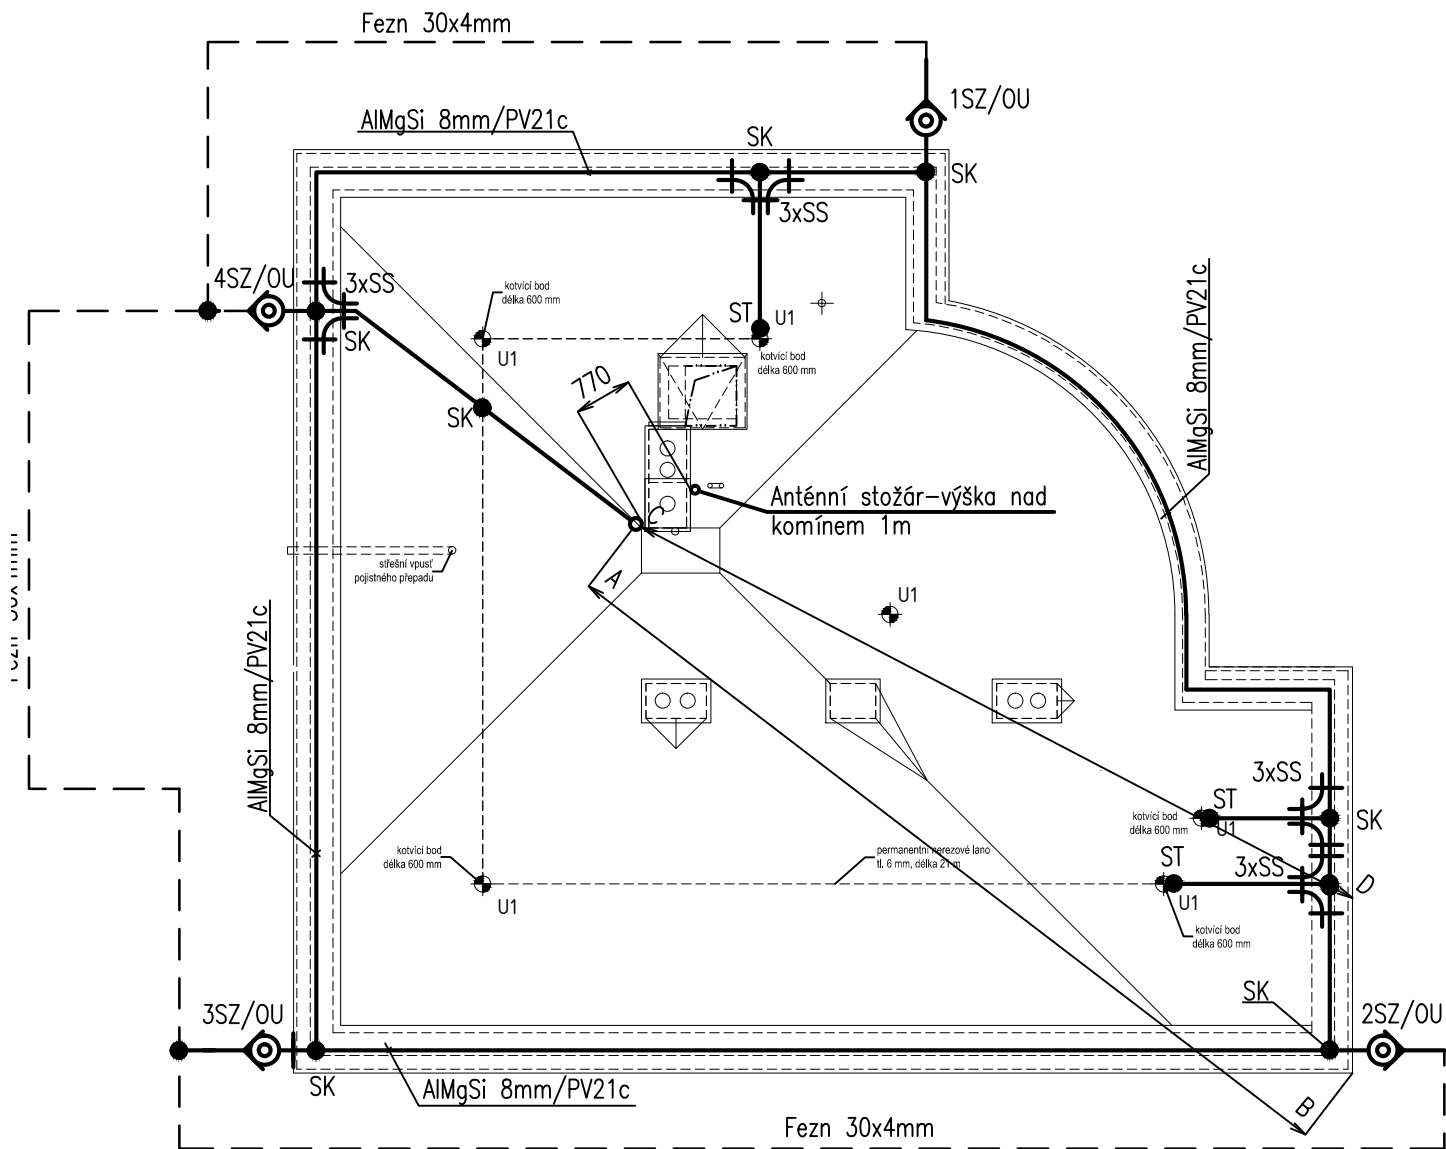 Fezn 30x4mm
1SZ/OU
AlMgSi 8mm/PV21c
SK
SK
3xSS
4SZ/OU
3xSS
SK
kotvící bod
délka 600 mm
U1
ST
U1
kotvící bod
délka 600 mm
AlMgSi 8mm/PV21c
770
SK
C
Anténní stožár-výška nad
komínem 1m
střešní vpusť
pojistného přepadu
A
U1
AlMgSi 8mm/PV21c
3xSS
ST
kotvící bod
délka 600 mm
U1
SK
kotvící bod
délka 600 mm
U1
permanentní nerezové lano
tl. 6 mm, délka 21 m
ST
3xSS
U1
D
kotvící bod
délka 600 mm
SK
3SZ/OU
2SZ/OU
SK
AlMgSi 8mm/PV21c
B
Fezn 30x4mm